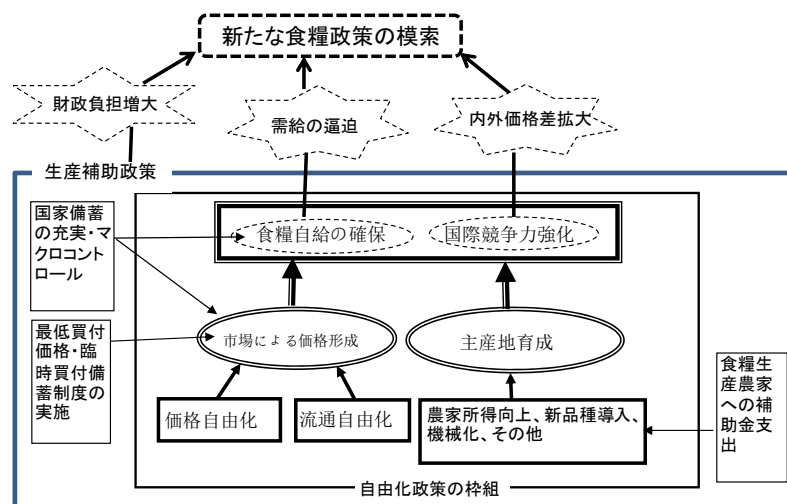 新たな食糧政策の模索
財政負担増大
需給の逼迫
内外価格差拡大
生産補助政策
国家備蓄
の充実・マ
クロコント
ロール
食糧自給の確保
国際競争力強化
最低買付
価格・臨
時買付備
蓄制度の
実施
市場による価格形成
主産地育成
食糧生
産農家
への補
助金支
出
価格自由化
流通自由化
農家所得向上、新品種導入、
機械化、その他
自由化政策の枠組